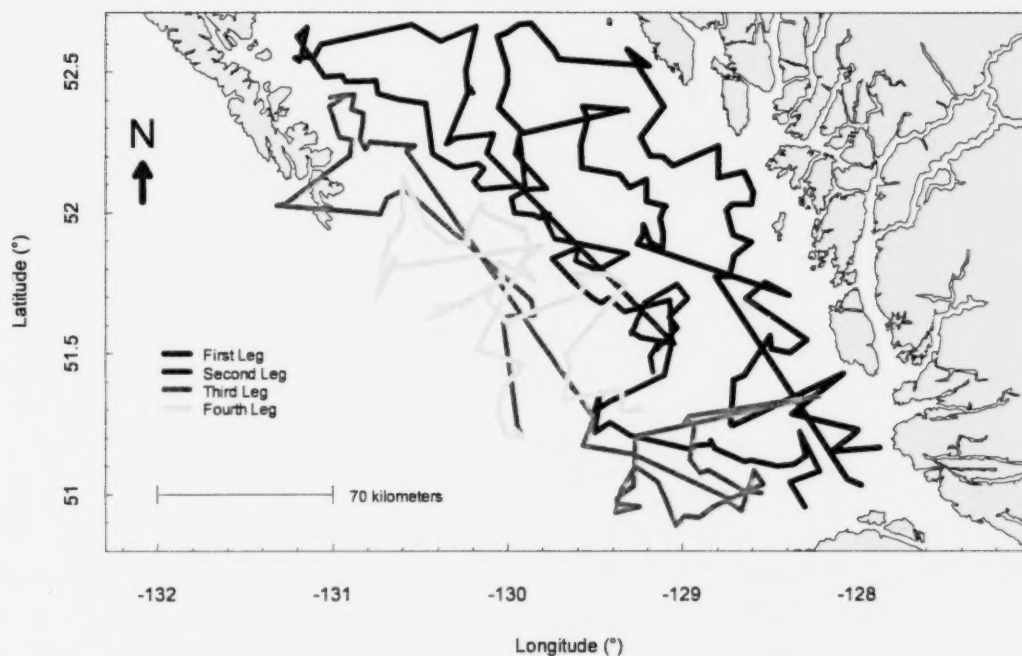 52.5
N
52
Latitude (°)
51.5
First Leg
Second Leg
Third Leg
Fourth Leg
51
70 kilometers
-132
-131
-130
-129
-128
Longitude (°)